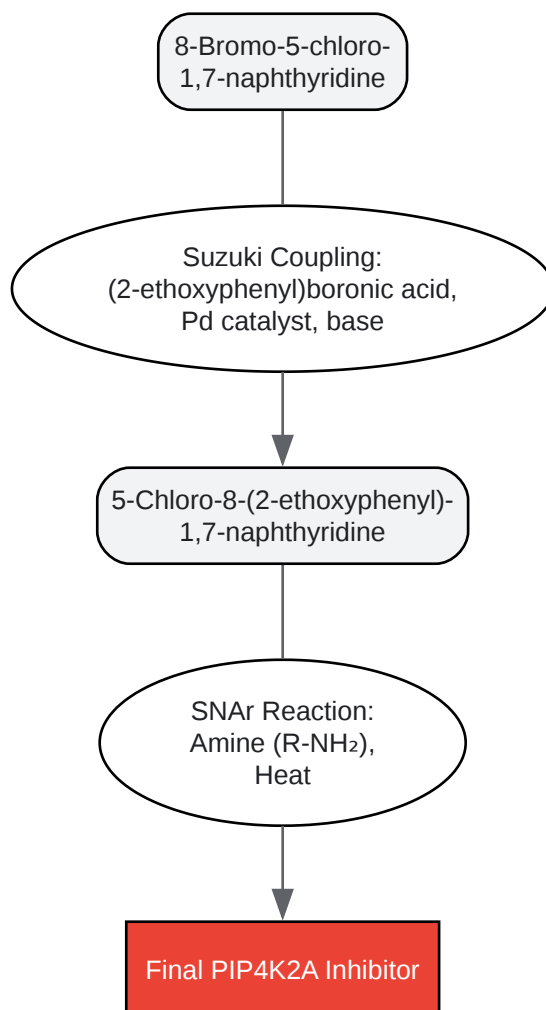 8-Bromo-5-chloro-
1,7-naphthyridine
Suzuki Coupling:
(2-ethoxyphenyl)boronic acid,
Pd catalyst, base
5-Chloro-8-(2-ethoxyphenyl)-
1,7-naphthyridine
SNAr Reaction:
Amine (R-NH₂),
Heat
Final PIP4K2A Inhibitor